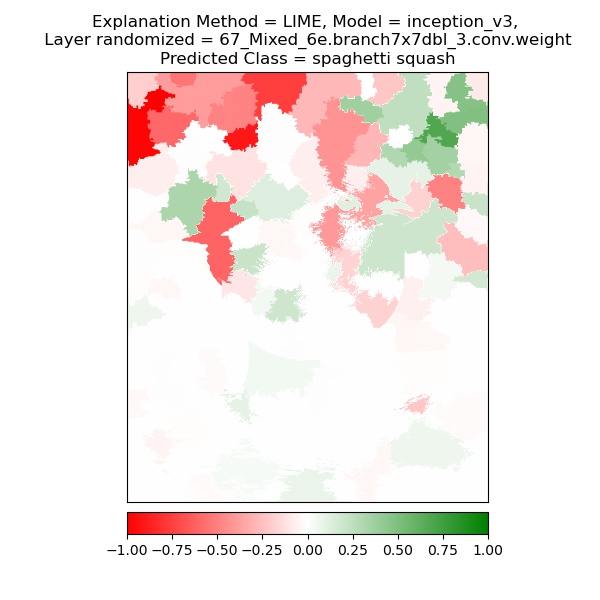 Explanation Method = LIME, Model = inception_v3,
Layer randomized = 67_Mixed_6e.branch7x7dbl_3.conv.weight
Predicted Class = spaghetti squash
−1.00 −0.75 −0.50 −0.25 0.00 0.25 0.50 0.75 1.00